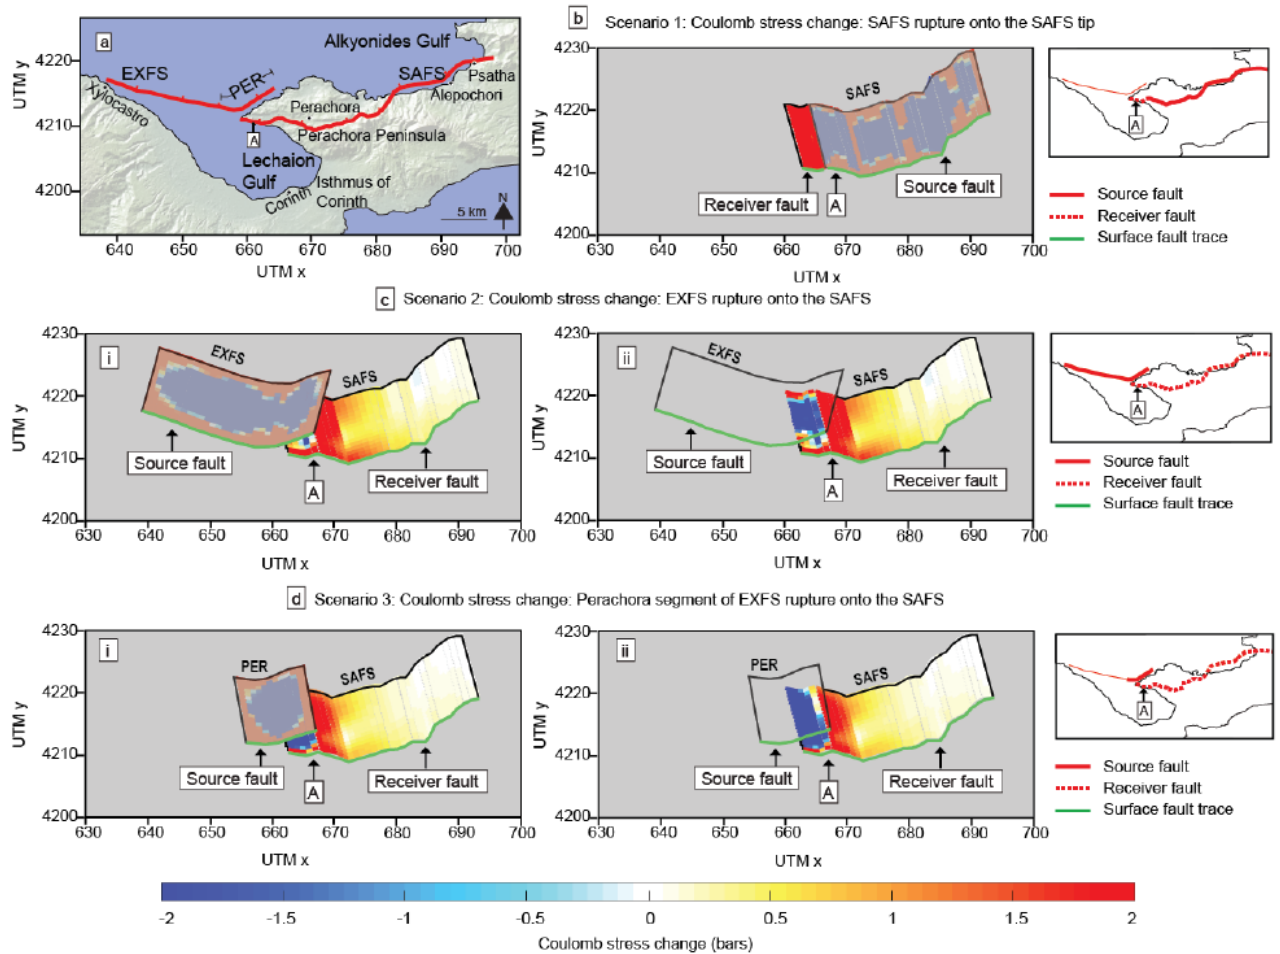 a
Alkyonides Gulf
4220
EXFS
PER
SAFS
Psatha
Alepochori
Xylocastro
Perachora
UTM y
4210
A
Perachora Peninsula
Lechaion
Gulf
Isthmus of
Corinth
Corinth
4200
5 km
N
640 650 660 670 680 690 700
UTM x
b Scenario 1: Coulomb stress change: SAFS rupture onto the SAFS tip
4230
4220
4210
4200
UTM y
SAFS
Receiver fault
A
Source fault
630 640 650 660 670 680 690 700
UTM x
A
Source fault
Receiver fault
Surface fault trace
c Scenario 2: Coulomb stress change: EXFS rupture onto the SAFS
i
4230
4220
4210
4200
UTM y
EXFS
SAFS
Source fault
A
Receiver fault
630 640 650 660 670 680 690 700
UTM x
ii
4230
4220
4210
4200
UTM y
EXFS
SAFS
Source fault
A
Receiver fault
630 640 650 660 670 680 690 700
UTM x
A
Source fault
Receiver fault
Surface fault trace
d Scenario 3: Coulomb stress change: Perachora segment of EXFS rupture onto the SAFS
i
4230
4220
4210
4200
UTM y
PER
SAFS
Source fault
A
Receiver fault
630 640 650 660 670 680 690 700
UTM x
ii
4230
4220
4210
4200
UTM y
PER
SAFS
Source fault
A
Receiver fault
630 640 650 660 670 680 690 700
UTM x
A
Source fault
Receiver fault
Surface fault trace
-2 -1.5 -1 -0.5 0 0.5 1 1.5 2
Coulomb stress change (bars)